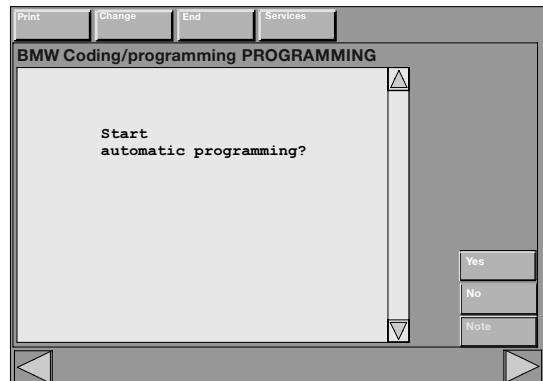 Print Change End Services
BMW Coding/programming PROGRAMMING
Start
automatic programming?
Yes
No
Note